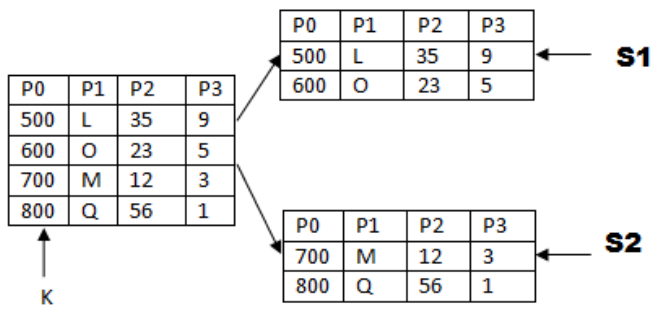 P0 P1 P2 P3
500 L 35 9
600 O 23 5
S1
P0 P1 P2 P3
500 L 35 9
600 O 23 5
700 M 12 3
800 Q 56 1
K
P0 P1 P2 P3
700 M 12 3
800 Q 56 1
S2